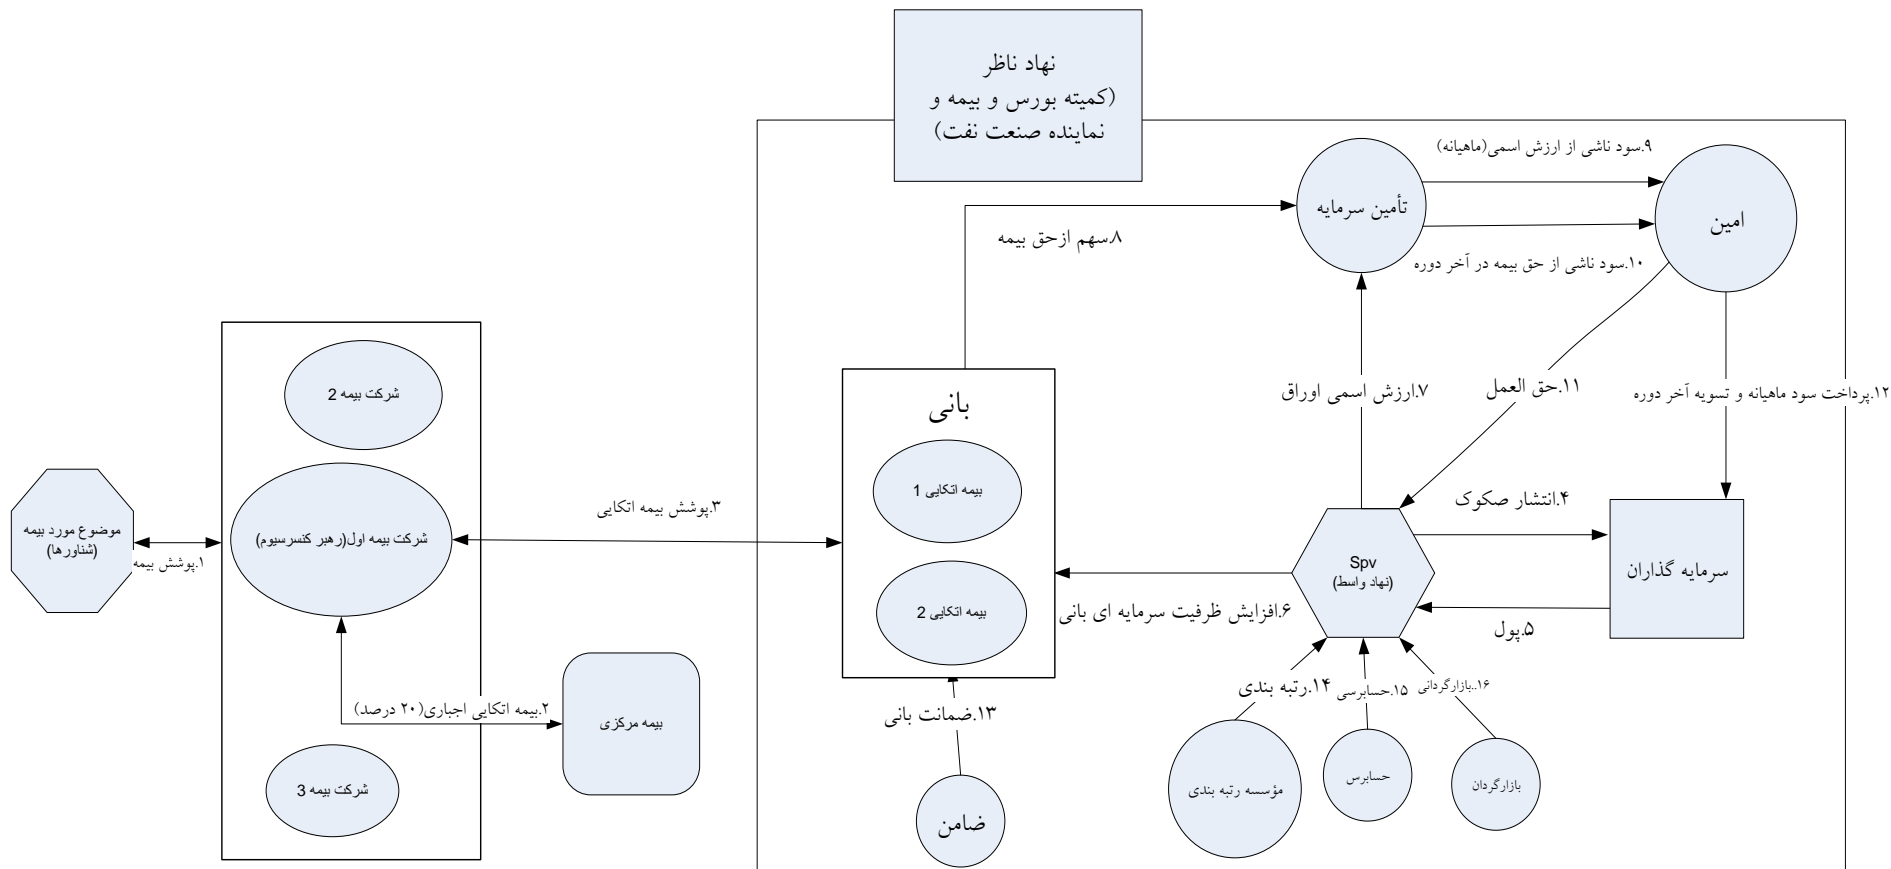 نهاد ناظر
(کمیته بورس و بیمه و
نماینده صنعت نفت)
۹.سود ناشی از ارزش اسمی(ماهیانه)
تأمین سرمایه
امین
۸.سهم ازحق بیمه
۱۰.سود ناشی از حق بیمه در آخر دوره
شرکت بیمه 2
بانی
۷.ارزش اسمی اوراق
۱۱.حق العمل
۱۲.پرداخت سود ماهیانه و تسویه آخر دوره
بیمه اتکایی 1
موضوع مورد بیمه
(شناورها)
۱.پوشش بیمه
شرکت بیمه اول(رهبر کنسرسیوم)
۳.پوشش بیمه اتکایی
۴.انتشار صکوک
Spv
(نهاد واسط)
سرمایه گذاران
بیمه اتکایی 2
۶.افزایش ظرفیت سرمایه ای بانی
۵.پول
۲.بیمه اتکایی اجباری(۲۰ درصد)
بیمه مرکزی
۱۳.ضمانت بانی
۱۴.رتبه بندی
۱۵.حسابرسی
۱۶..بازارگردانی
شرکت بیمه 3
ضامن
مؤسسه رتبه بندی
حسابرس
بازارگردان